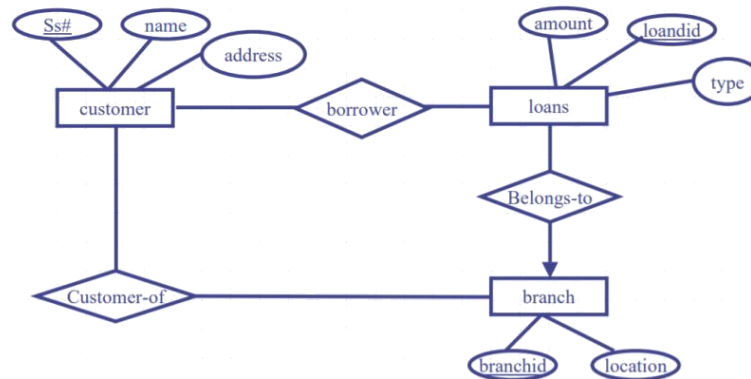 Ss#
name
address
amount
loandid
type
customer
borrower
loans
Belongs-to
Customer-of
branch
branchid
location